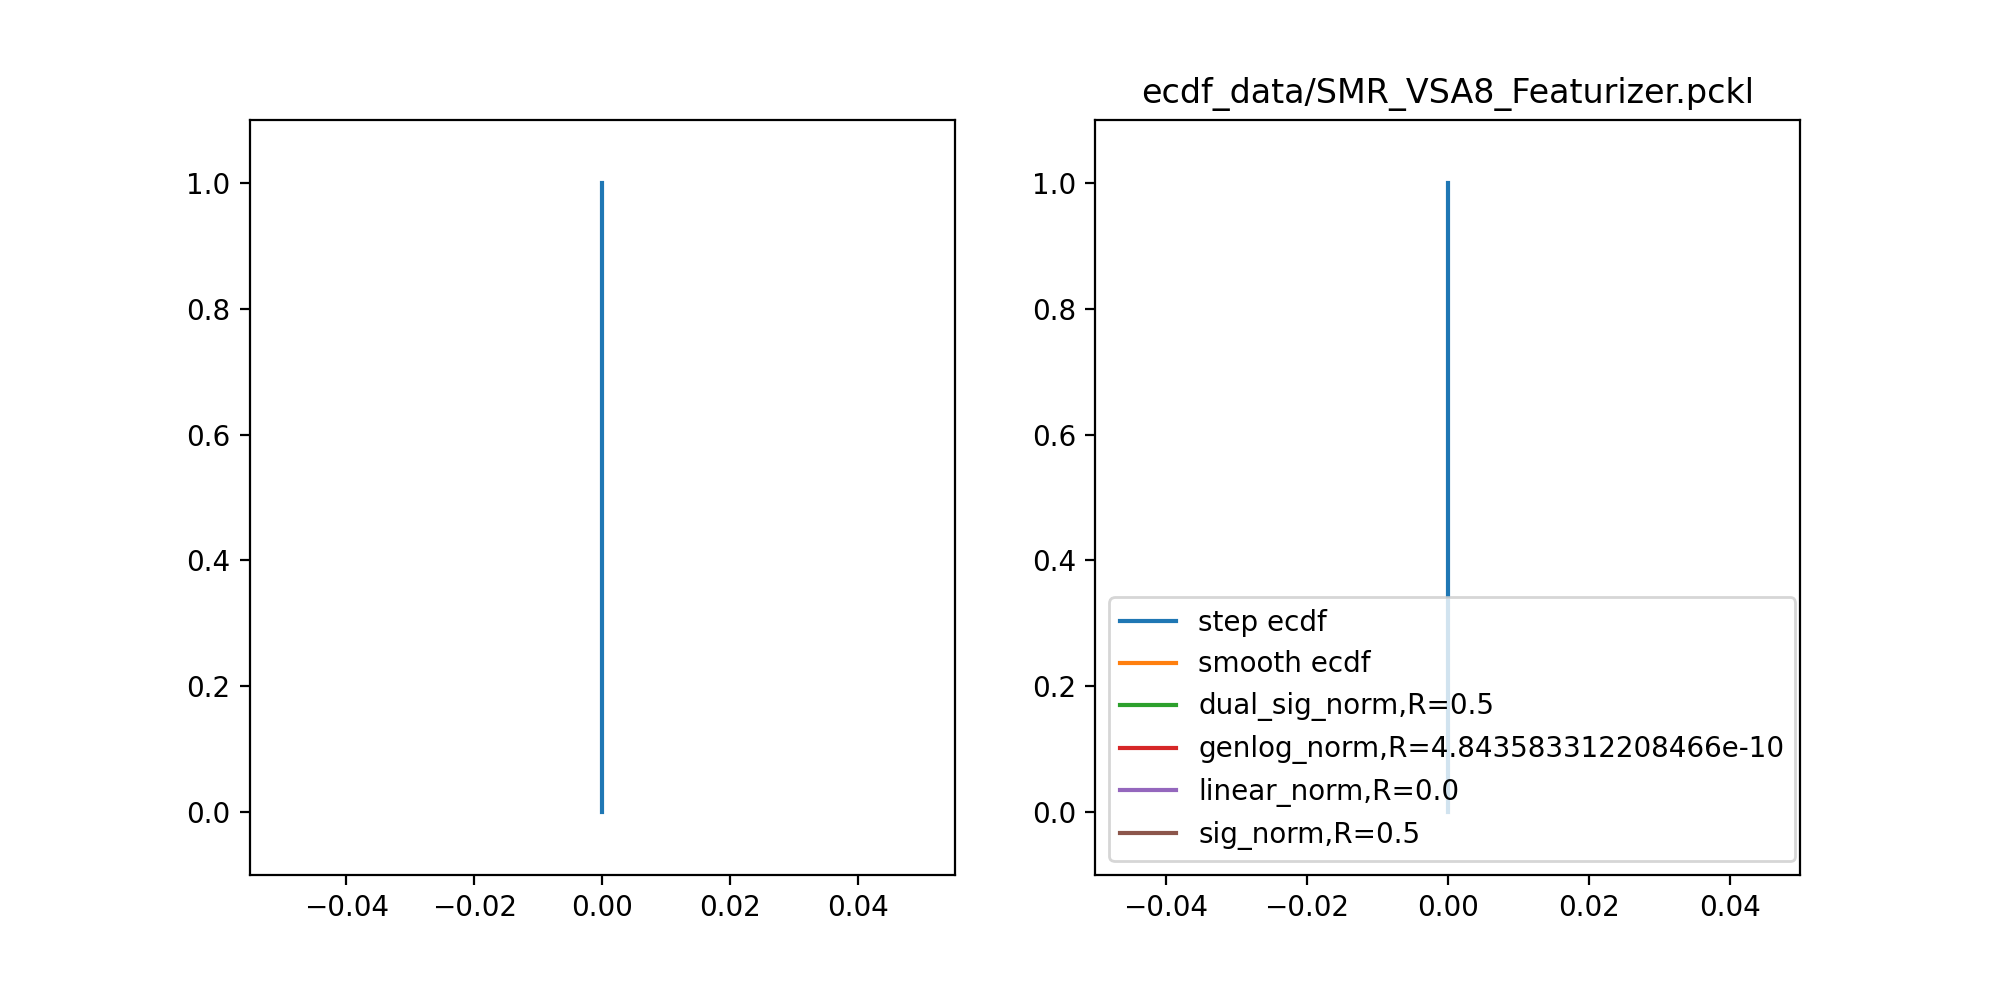 ecdf_data/SMR_VSA8_Featurizer.pckl
1.0
0.8
0.6
0.4
0.2
0.0
−0.04 −0.02 0.00 0.02 0.04
1.0
0.8
0.6
0.4
0.2
0.0
step ecdf
smooth ecdf
dual_sig_norm,R=0.5
genlog_norm,R=4.843583312208466e-10
linear_norm,R=0.0
sig_norm,R=0.5
−0.04 −0.02 0.00 0.02 0.04